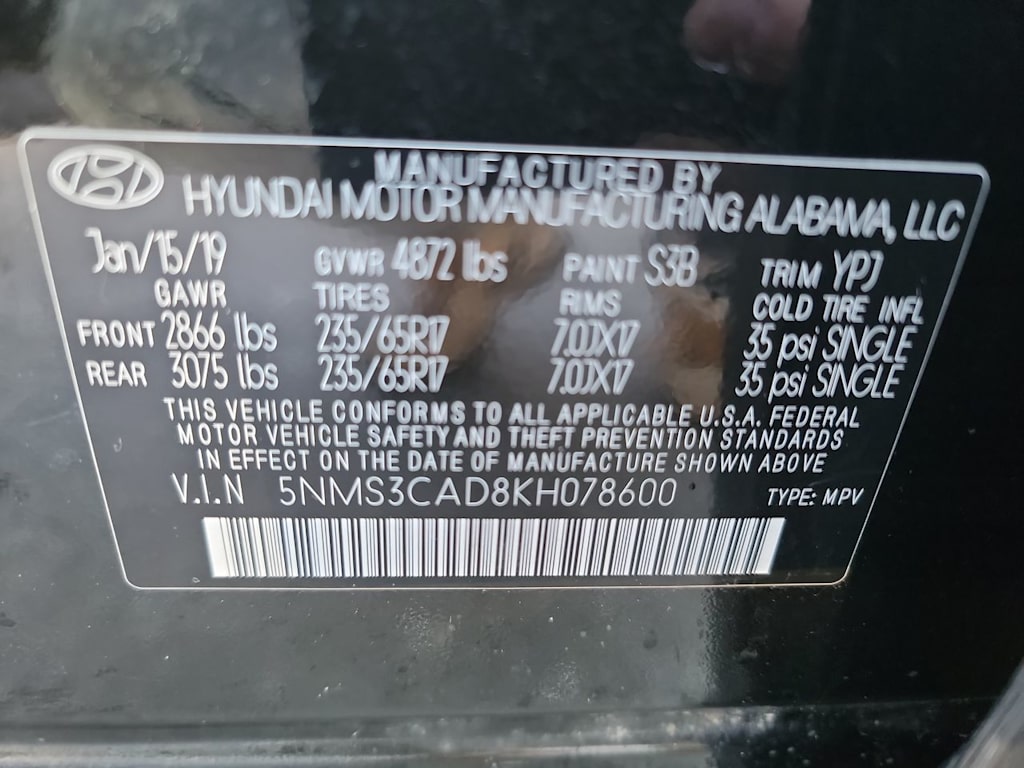 MANUFACTURED BY
HYUNDAI MOTOR MANUFACTURING ALABAMA, LLC
Jan/15/19 GVWR 4872 lbs PAINT S3B TRIM YPJ
GAWR TIRES RIMS COLD TIRE INFL
FRONT 2866 lbs 235/65R17 7.0JX17 35 psi SINGLE
REAR 3075 lbs 235/65R17 7.0JX17 35 psi SINGLE
THIS VEHICLE CONFORMS TO ALL APPLICABLE U.S.A. FEDERAL
MOTOR VEHICLE SAFETY AND THEFT PREVENTION STANDARDS
IN EFFECT ON THE DATE OF MANUFACTURE SHOWN ABOVE
V.I.N 5NMS3CAD8KH078600 TYPE: MPV